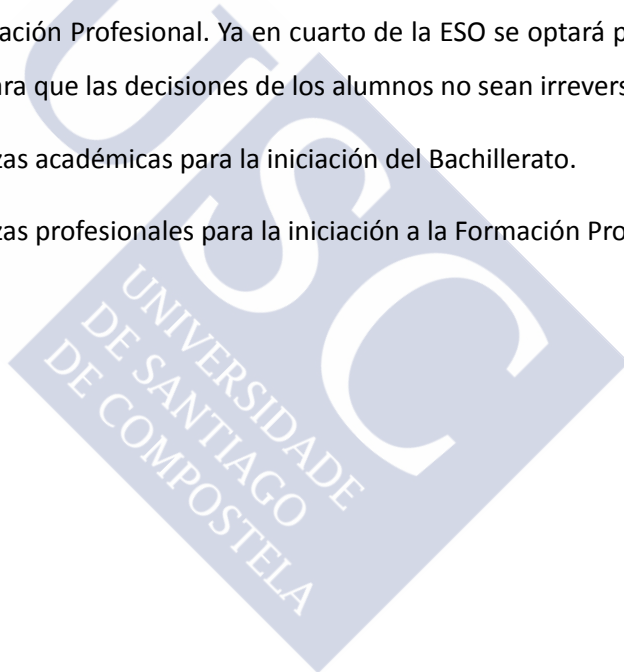 ación Profesional. Ya en cuarto de la ESO se optará p
ra que las decisiones de los alumnos no sean irrevers
zas académicas para la iniciación del Bachillerato.
zas profesionales para la iniciación a la Formación Pro
USC
UNIVERSIDADE
DE SANTIAGO
DE COMPOSTELA